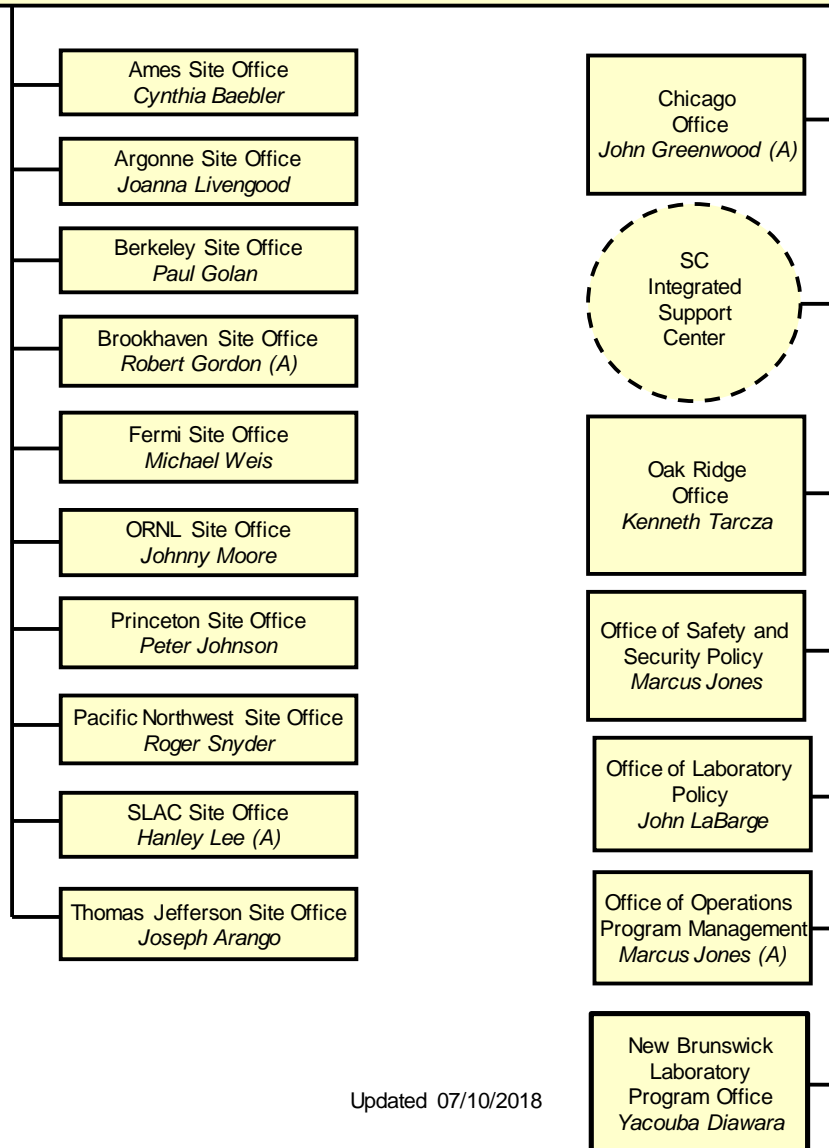 Ames Site Office
Cynthia Baebler
Argonne Site Office
Joanna Livengood
Berkeley Site Office
Paul Golan
Brookhaven Site Office
Robert Gordon (A)
Fermi Site Office
Michael Weis
ORNL Site Office
Johnny Moore
Princeton Site Office
Peter Johnson
Pacific Northwest Site Office
Roger Snyder
SLAC Site Office
Hanley Lee (A)
Thomas Jefferson Site Office
Joseph Arango
Chicago
Office
John Greenwood (A)
SC
Integrated
Support
Center
Oak Ridge
Office
Kenneth Tarcza
Office of Safety and
Security Policy
Marcus Jones
Office of Laboratory
Policy
John LaBarge
Office of Operations
Program Management
Marcus Jones (A)
New Brunswick
Laboratory
Program Office
Yacouba Diawara
Updated 07/10/2018